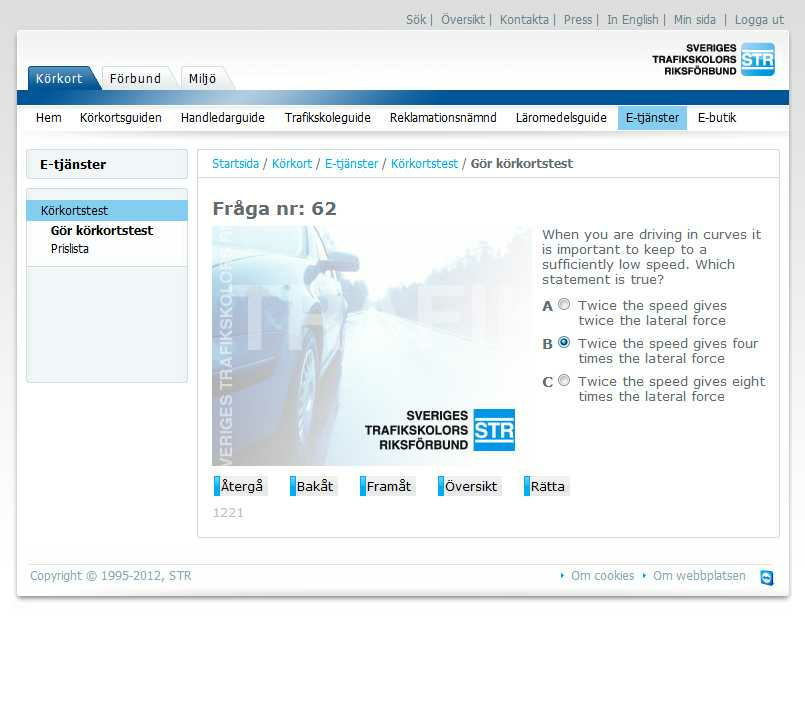 Sök | Översikt | Kontakta | Press | In English | Min sida | Logga ut
SVERIGES
TRAFIKSKOLORS
RIKSFÖRBUND
STR
Körkort Förbund Miljö
Hem Körkortsguiden Handledarguide Trafikskoleguide Reklamationsnämnd Läromedelsguide E-tjänster E-butik
E-tjänster
Körkortstest
Gör körkortstest
Prislista
Startsida / Körkort / E-tjänster / Körkortstest / Gör körkortstest
Fråga nr: 62
SVERIGES TRAFIKSKOLORS
TRAFI
SVERIGES
TRAFIKSKOLORS
RIKSFÖRBUND
STR
When you are driving in curves it
is important to keep to a
sufficiently low speed. Which
statement is true?
A Twice the speed gives
twice the lateral force
B Twice the speed gives four
times the lateral force
C Twice the speed gives eight
times the lateral force
Återgå Bakåt Framåt Översikt Rätta
1221
Copyright © 1995-2012, STR
Om cookies Om webbplatsen